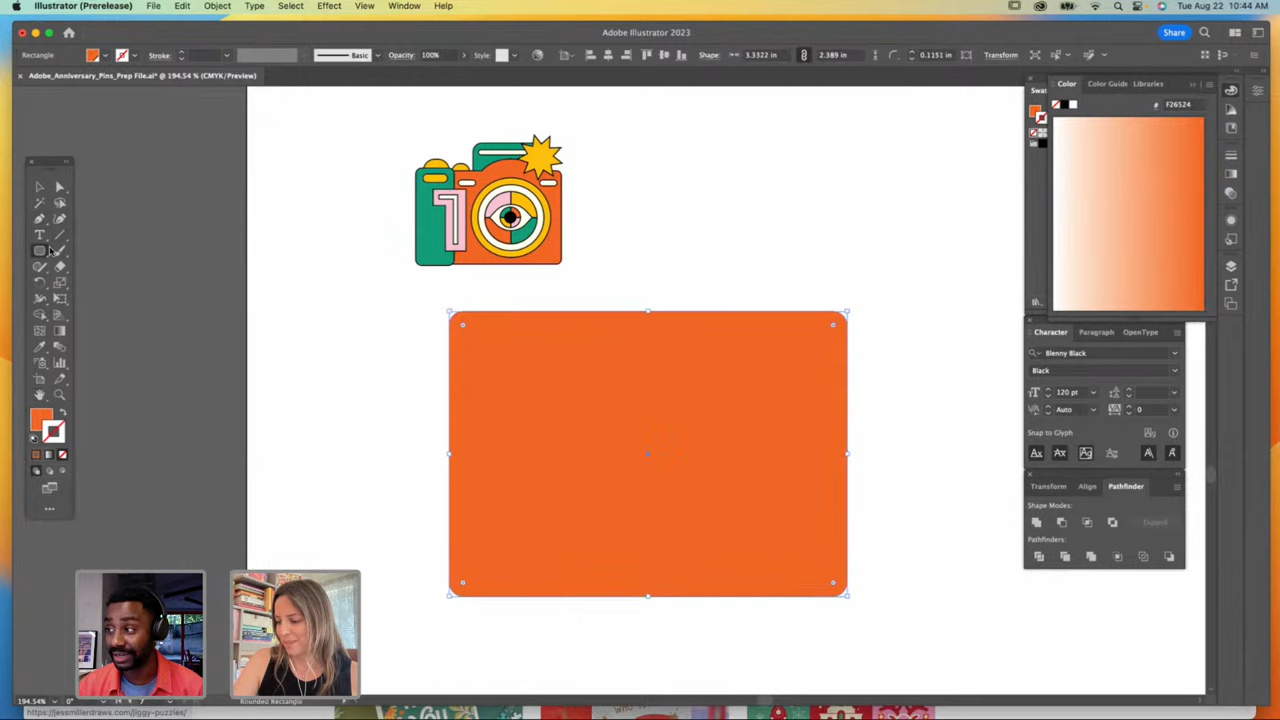 Illustrator (Prerelease) File Edit Object Type Select Effect View Window Help Tue Aug 22 10:44 AM
Adobe Illustrator 2023 Share
Rectangle Stroke: Basic Opacity: 100% Style: Shape: 3.3322 in 2.389 in 0.1151 in Transform
Adobe_Anniversary_Pins_Prep File.ai* @ 194.54 % (CMYK/Preview)
Swa Color Color Guide Libraries
# F26524
1
Character Paragraph OpenType
Blenny Black
Black
120 pt
Auto 0
Snap to Glyph
Transform Align Pathfinder
Shape Modes:
Expand
Pathfinders:
194.54% 0° Rounded Rectangle
https://jessmillerdraws.com/jiggy-puzzles/